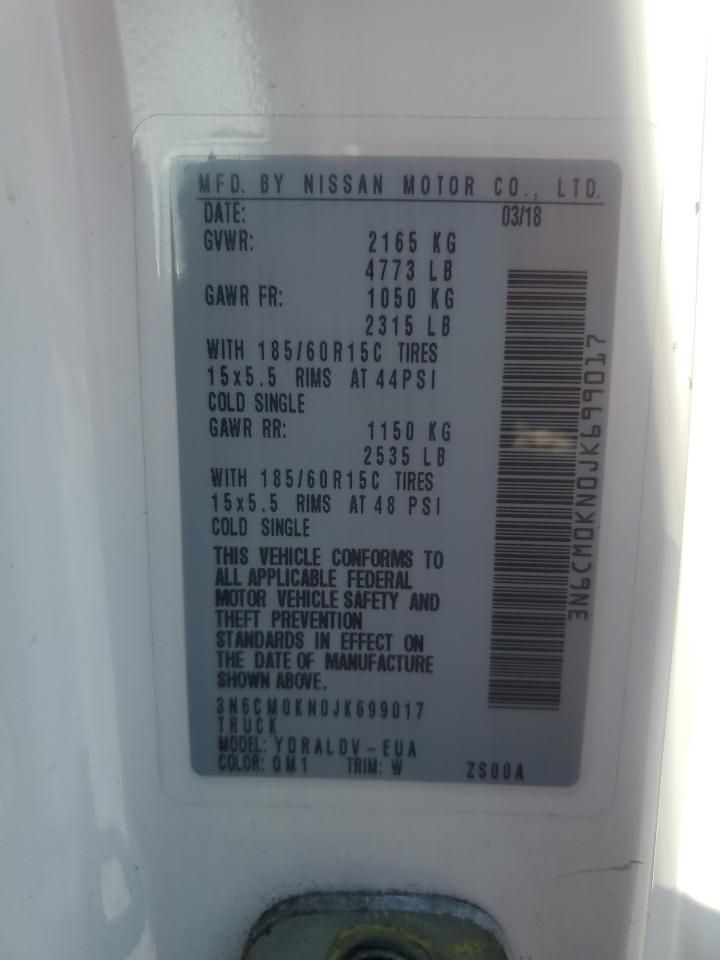 MFD. BY NISSAN MOTOR CO., LTD.
DATE: 03/18
GVWR: 2165 KG
4773 LB
GAWR FR: 1050 KG
2315 LB
WITH 185/60R15C TIRES
15x5.5 RIMS AT 44PSI
COLD SINGLE
GAWR RR: 1150 KG
2535 LB
WITH 185/60R15C TIRES
15x5.5 RIMS AT 48 PSI
COLD SINGLE
THIS VEHICLE CONFORMS TO
ALL APPLICABLE FEDERAL
MOTOR VEHICLE SAFETY AND
THEFT PREVENTION
STANDARDS IN EFFECT ON
THE DATE OF MANUFACTURE
SHOWN ABOVE.
3N6CM0KN0JK699017
TRUCK
MODEL: YDRALDV-EUA
COLOR: QM1 TRIM: W ZS00A
3N6CM0KN0JK699017